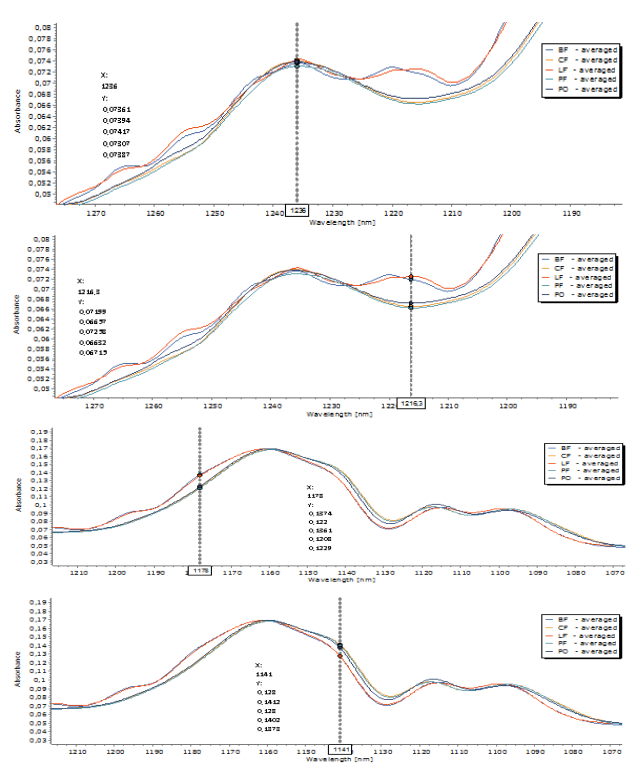 0,08
0,078
0,076
0,074
0,072
0,07
0,068
0,066
0,064
0,062
0,06
0,058
0,056
0,054
0,052
0,05
Absorbance
X:
1236
Y:
0,07361
0,07394
0,07417
0,07307
0,07387
BF - averaged
CF - averaged
LF - averaged
PF - averaged
PO - averaged
1270 1260 1250 1240 1236 1230 1220 1210 1200 1190
Wavelength [nm]
0,08
0,078
0,076
0,074
0,072
0,07
0,068
0,066
0,064
0,062
0,06
0,058
0,056
0,054
0,052
0,05
Absorbance
X:
1216,3
Y:
0,07199
0,06657
0,07258
0,06632
0,06715
BF - averaged
CF - averaged
LF - averaged
PF - averaged
PO - averaged
1270 1260 1250 1240 1230 1216,3 1210 1200 1190
Wavelength [nm]
0,19
0,17
0,16
0,15
0,14
0,13
0,12
0,11
0,1
0,09
0,08
0,07
0,06
0,05
0,04
0,03
Absorbance
X:
1178
Y:
0,1374
0,122
0,1361
0,1208
0,1239
BF - averaged
CF - averaged
LF - averaged
PF - averaged
PO - averaged
1210 1200 1190 1178 1170 1160 1150 1140 1130 1120 1110 1100 1090 1080 1070
Wavelength [nm]
0,19
0,17
0,16
0,15
0,14
0,13
0,12
0,11
0,1
0,09
0,08
0,07
0,06
0,05
0,04
0,03
Absorbance
X:
1141
Y:
0,128
0,1412
0,128
0,1402
0,1373
BF - averaged
CF - averaged
LF - averaged
PF - averaged
PO - averaged
1210 1200 1190 1180 1170 1160 1150 1141 1130 1120 1110 1100 1090 1080 1070
Wavelength [nm]